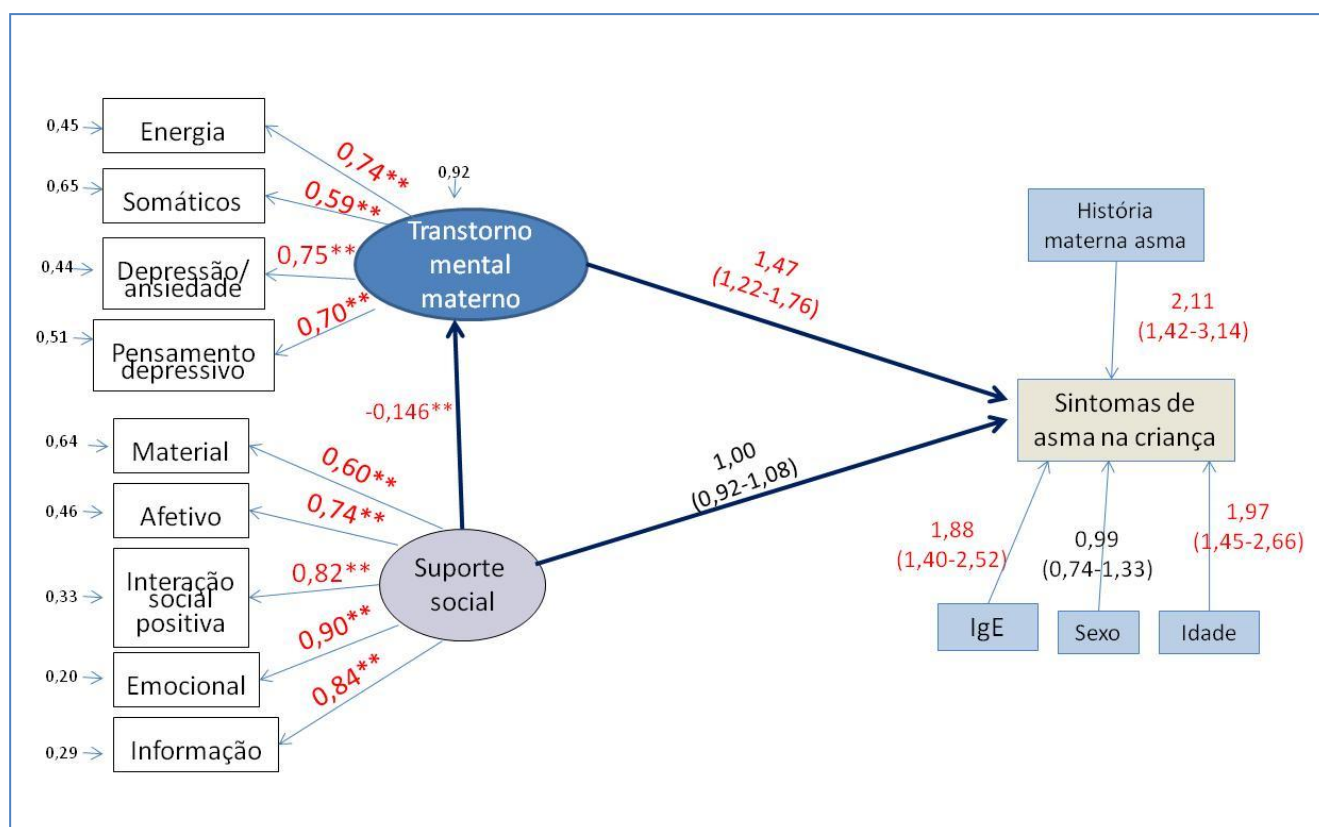 0,45
Energia
0,74**
0,92
0,65
Somáticos
0,59**
Transtorno
mental
materno
0,44
Depressão/
ansiedade
0,75**
0,51
Pensamento
depressivo
0,70**
1,47
(1,22-1,76)
História
materna asma
2,11
(1,42-3,14)
-0,146**
Sintomas de
asma na criança
0,64
Material
0,60**
1,00
(0,92-1,08)
0,46
Afetivo
0,74**
0,33
Interação
social
positiva
0,82**
Suporte
social
0,20
Emocional
0,90**
0,29
Informação
0,84**
1,88
(1,40-2,52)
0,99
(0,74-1,33)
1,97
(1,45-2,66)
IgE
Sexo
Idade